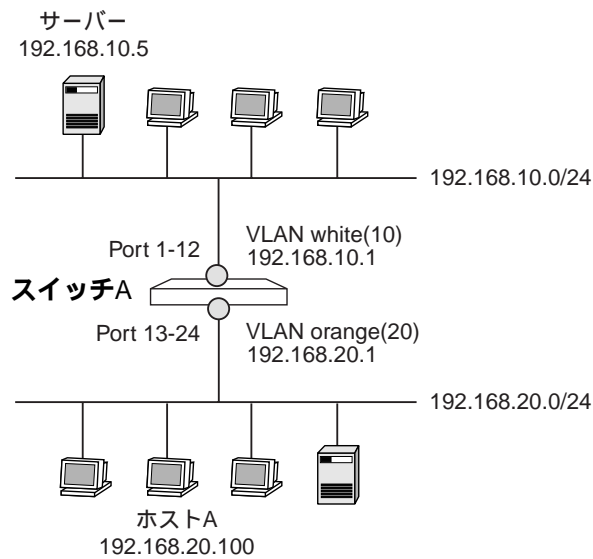 サーバー
192.168.10.5
192.168.10.0/24
Port 1-12
VLAN white(10)
192.168.10.1
スイッチA
Port 13-24
VLAN orange(20)
192.168.20.1
192.168.20.0/24
ホストA
192.168.20.100